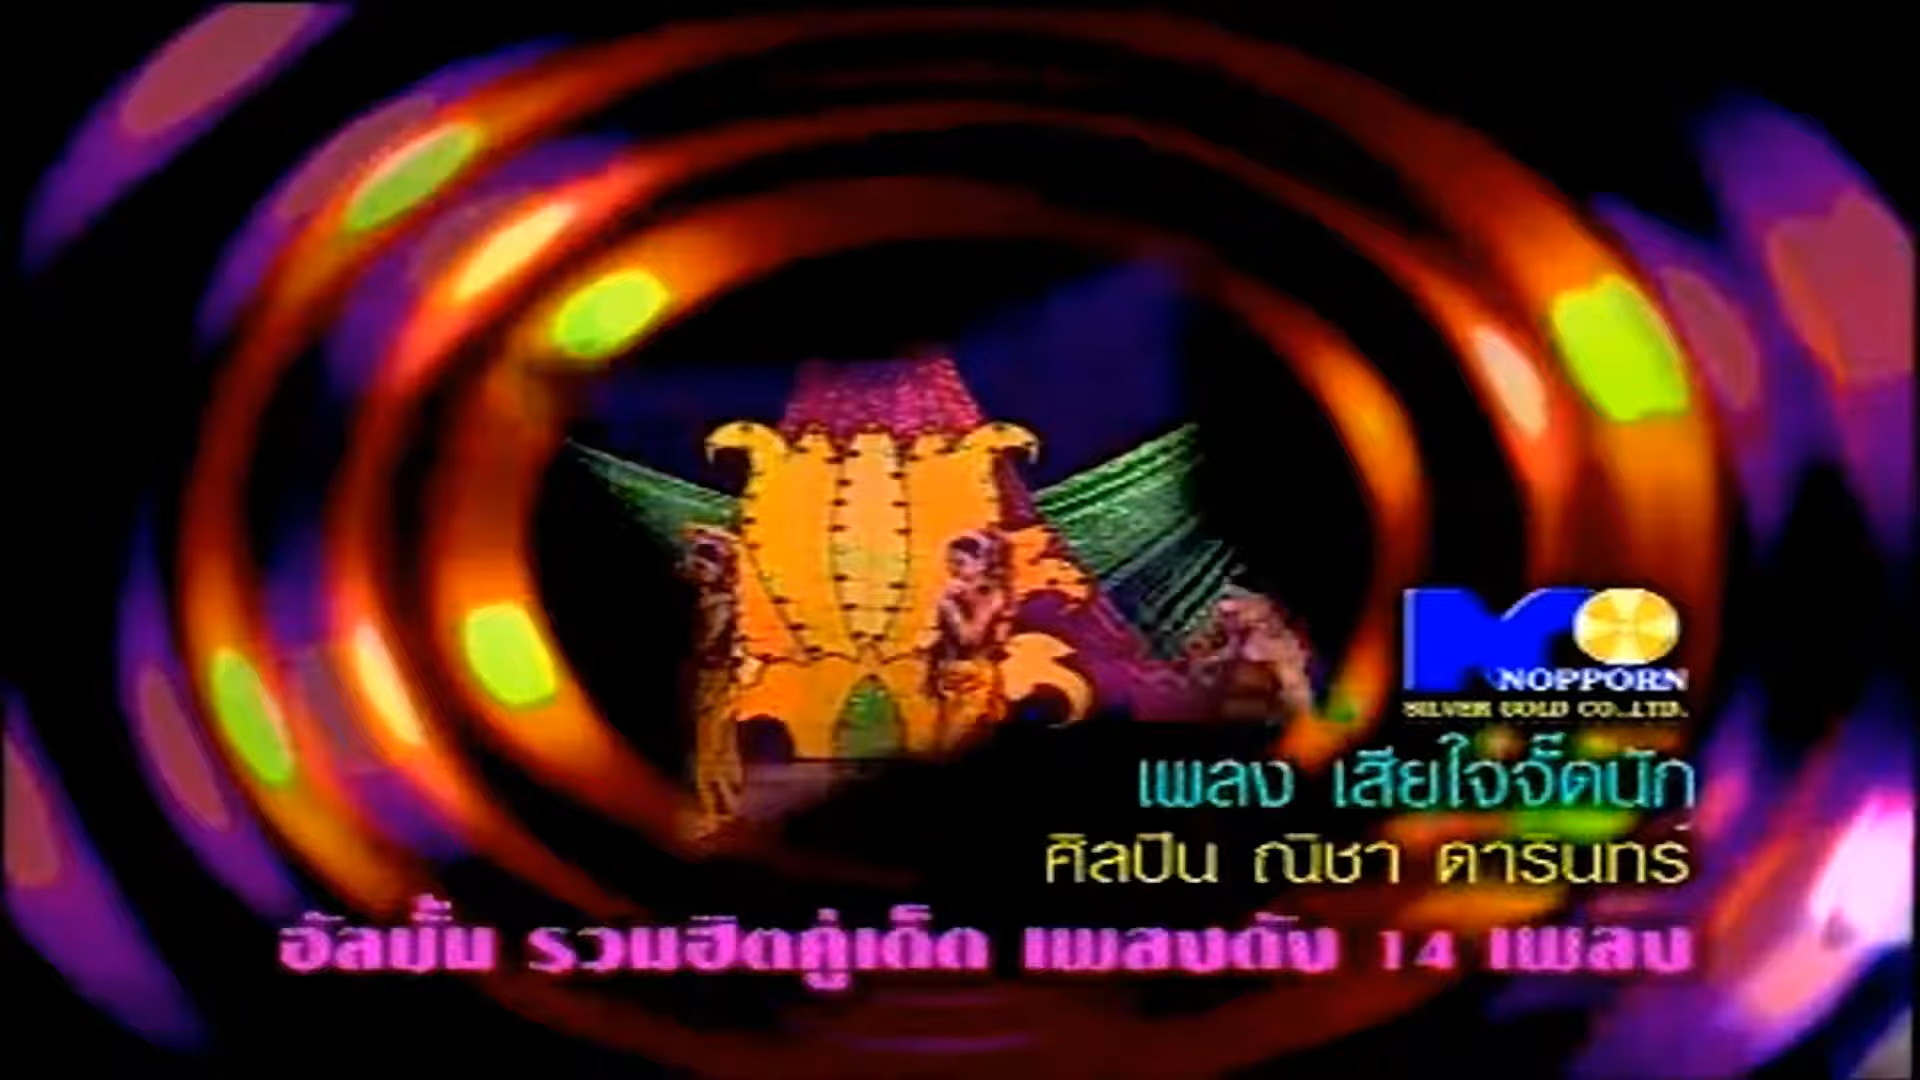 NOPPORN
SILVER GOLD CO.,LTD.
เพลง เสียใจจั๊ดนัก
ศิลปิน ณิชา ดารินทร์
อัลบั้ม รวมฮิตคู่เด็ด เพลงดัง 14 เพลง